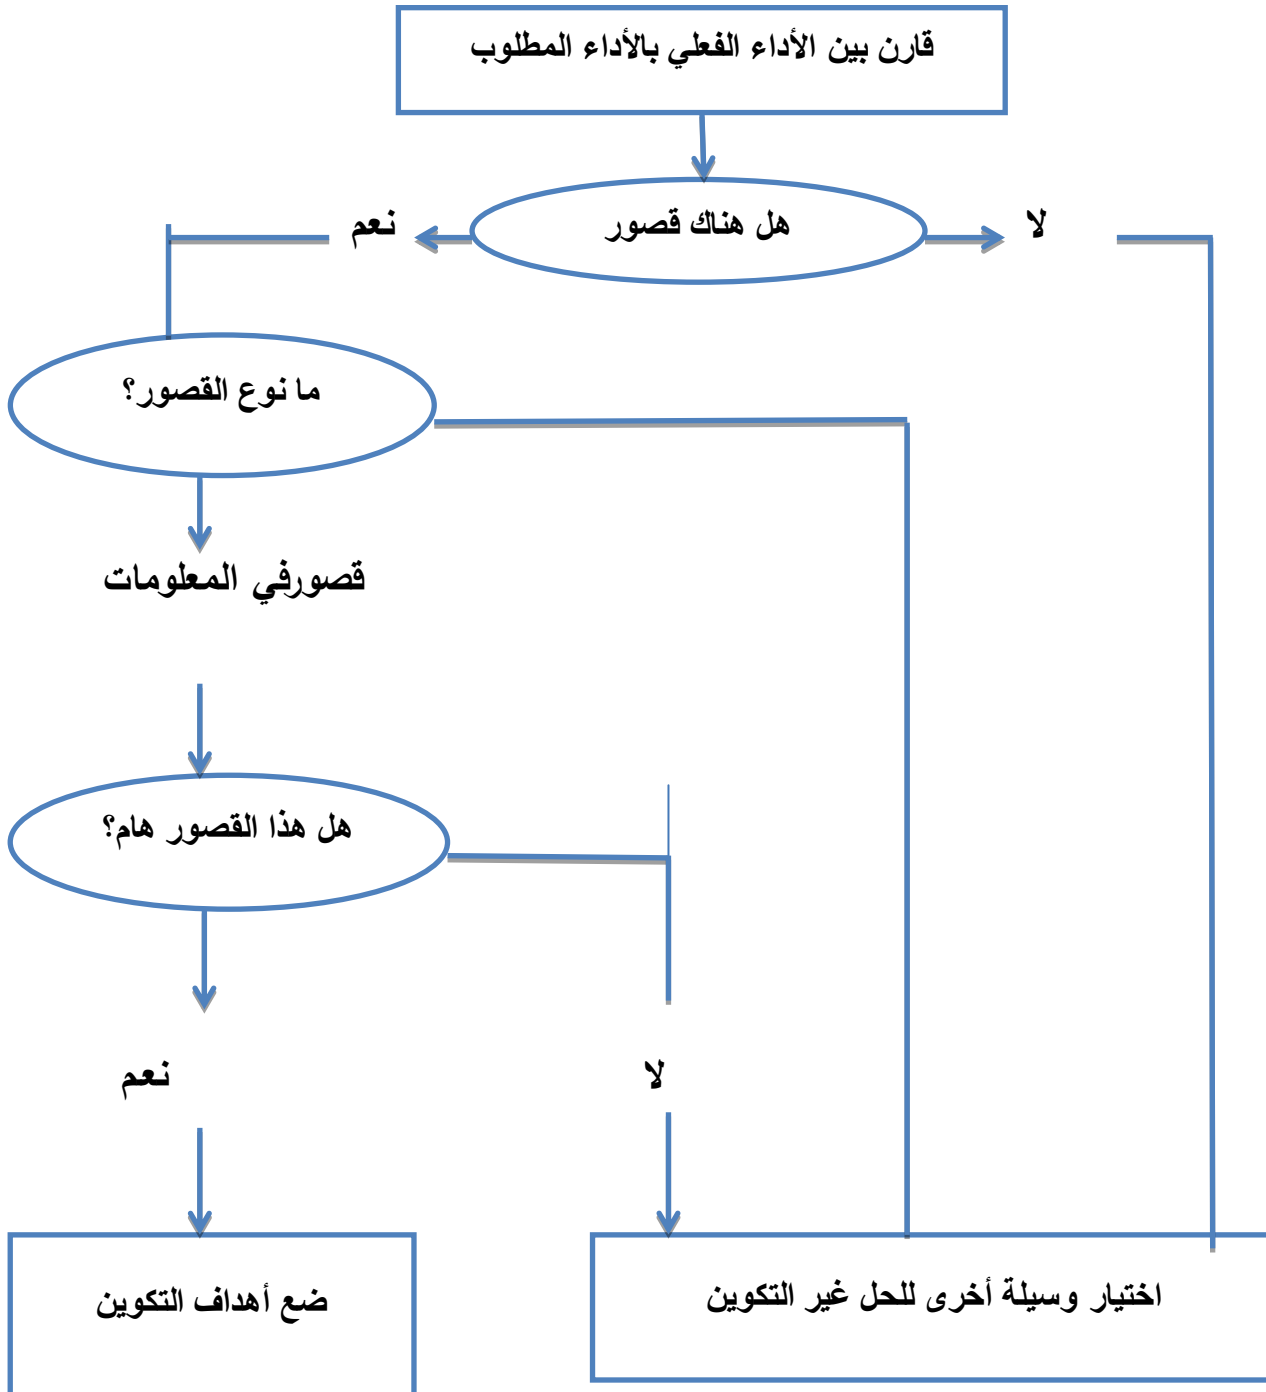 قارن بين الأداء الفعلي بالأداء المطلوب
هل هناك قصور
لا
نعم
ما نوع القصور؟
قصورفي المعلومات
هل هذا القصور هام؟
لا
نعم
اختيار وسيلة أخرى للحل غير التكوين
ضع أهداف التكوين